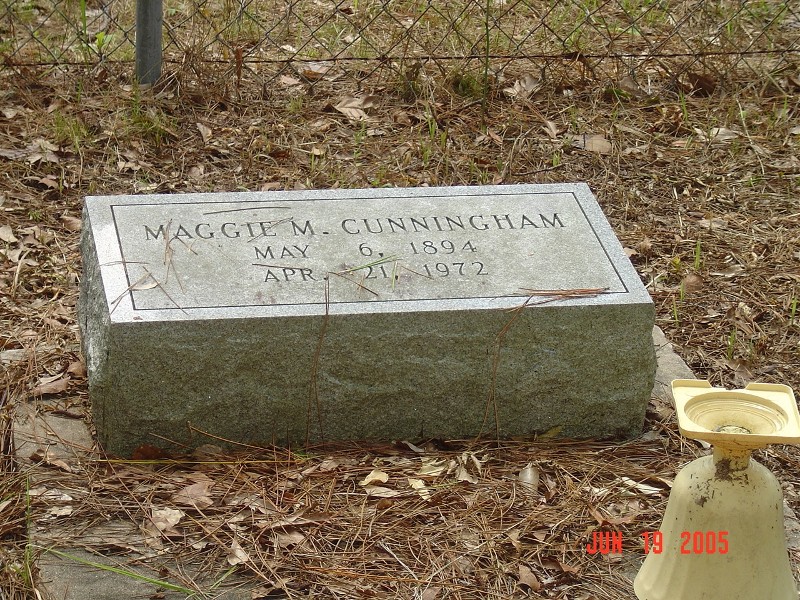 MAGGIE M. CUNNINGHAM
MAY 6, 1894
APR. 21, 1972
JUN 19 2005